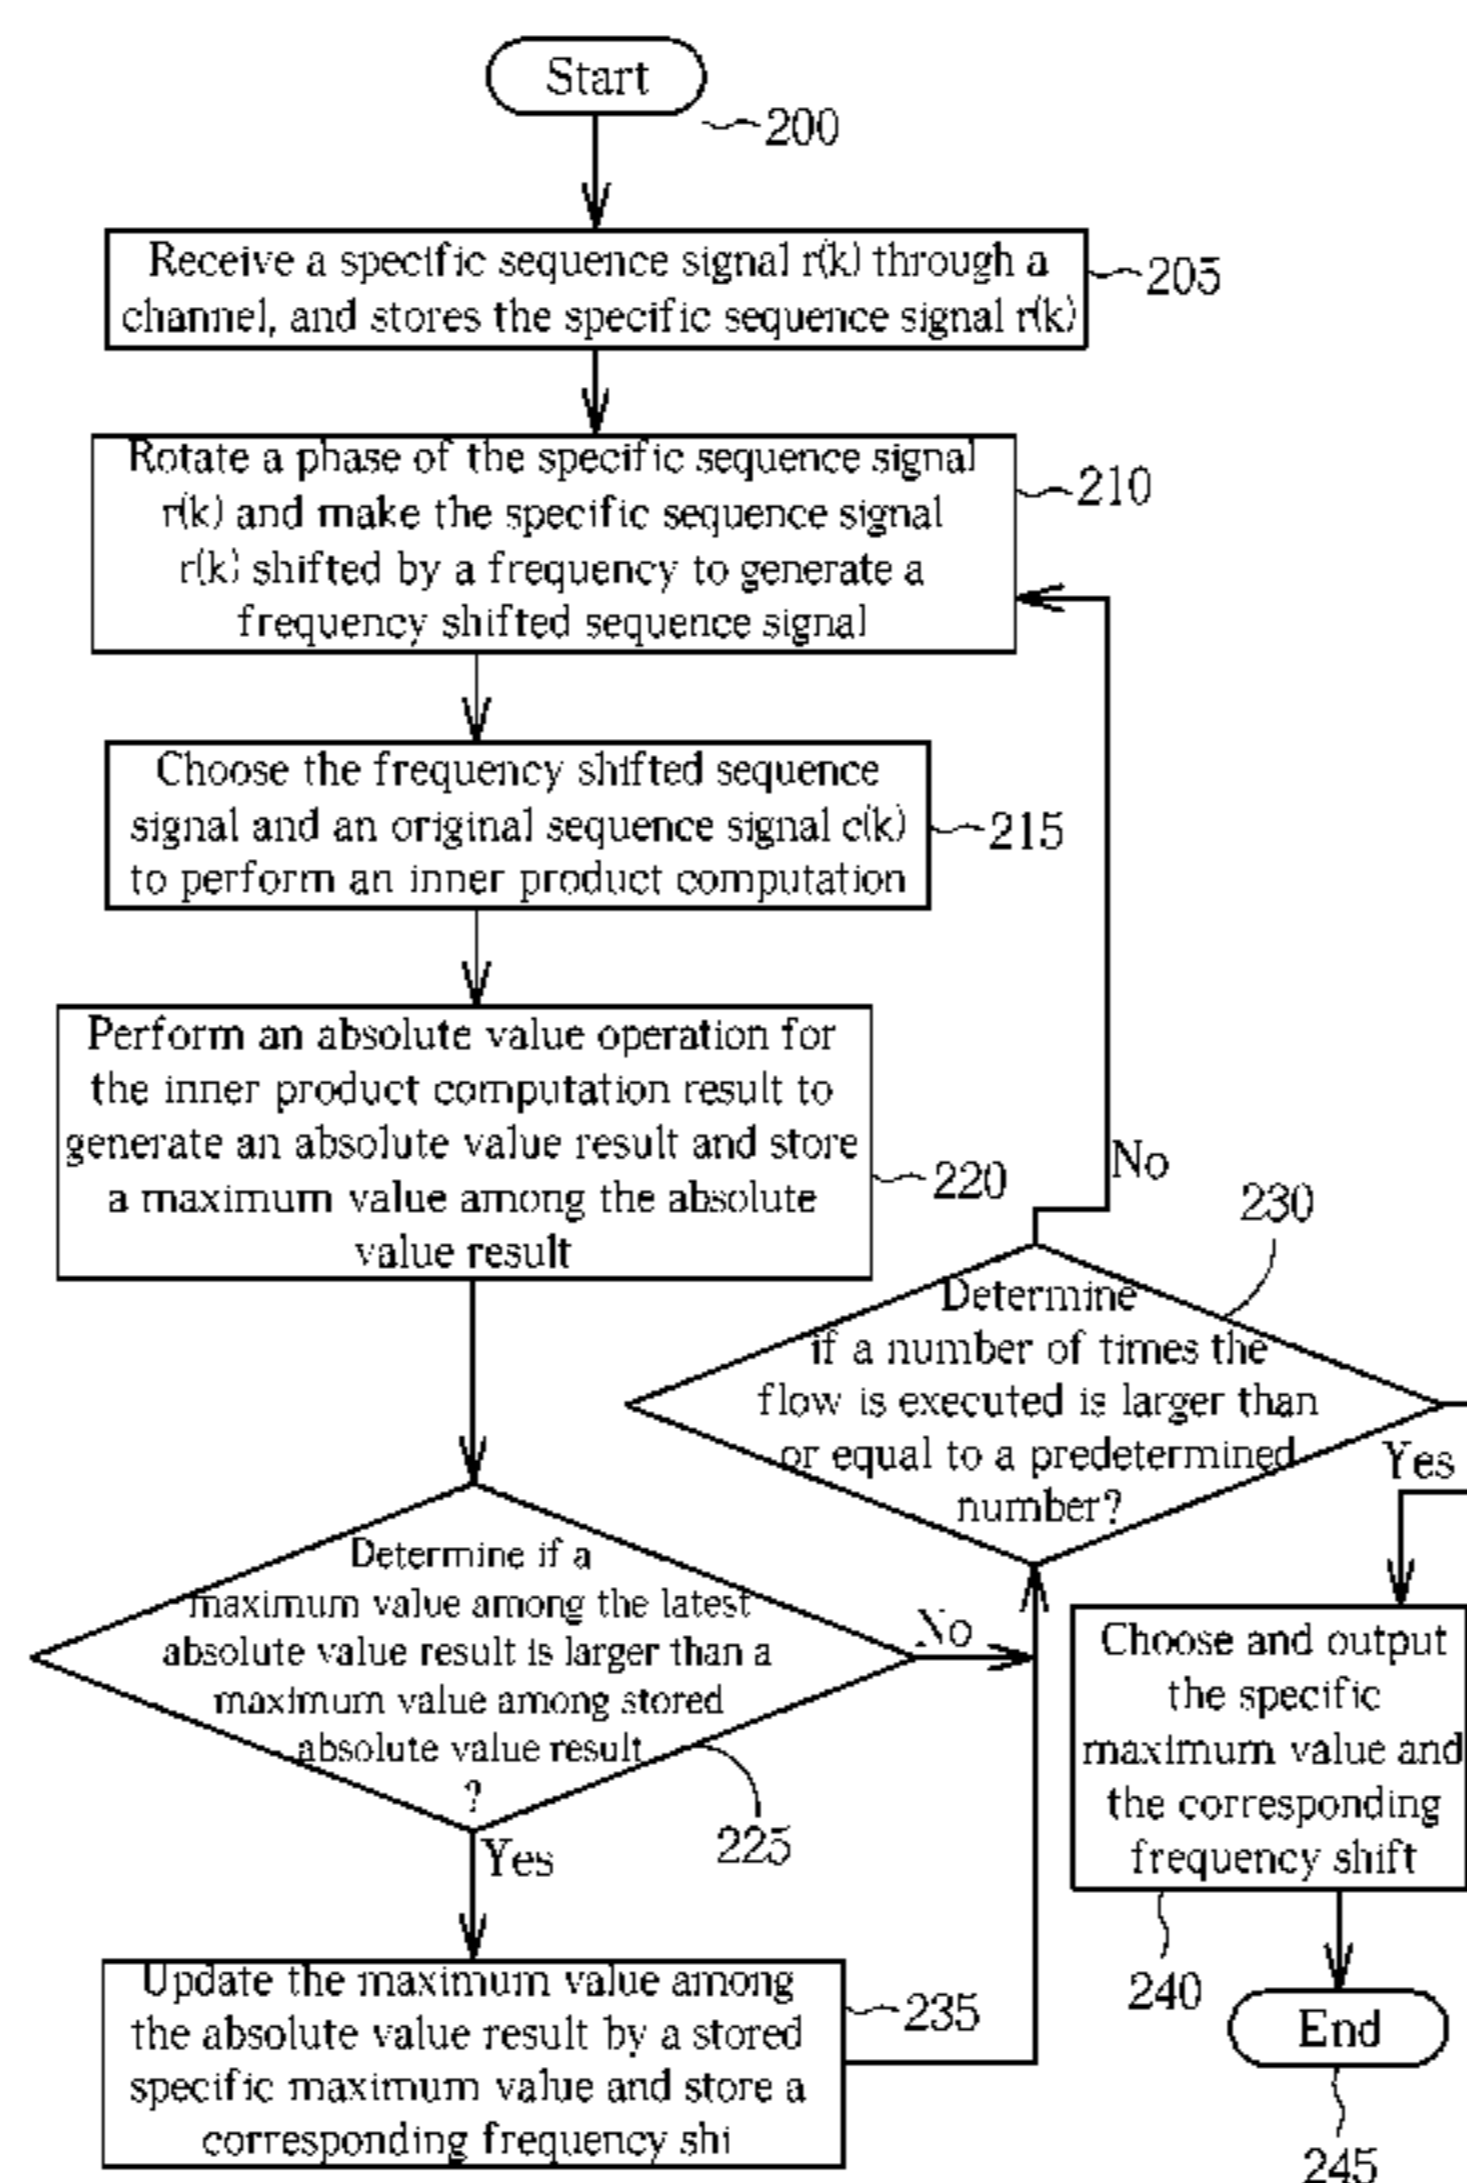 Start
200
Receive a specific sequence signal r(k) through a
channel, and stores the specific sequence signal r(k)
205
Rotate a phase of the specific sequence signal
r(k) and make the specific sequence signal
r(k) shifted by a frequency to generate a
frequency shifted sequence signal
210
Choose the frequency shifted sequence
signal and an original sequence signal c(k)
to perform an inner product computation
215
Perform an absolute value operation for
the inner product computation result to
generate an absolute value result and store
a maximum value among the absolute
value result
220
No
230
Determine
if a number of times the
flow is executed is larger than
or equal to a predetermined
number?
Yes
Determine if a
maximum value among the latest
absolute value result is larger than a
maximum value among stored
absolute value result
?
No
225
Yes
Choose and output
the specific
maximum value and
the corresponding
frequency shift
240
Update the maximum value among
the absolute value result by a stored
specific maximum value and store a
corresponding frequency shi
235
End
245